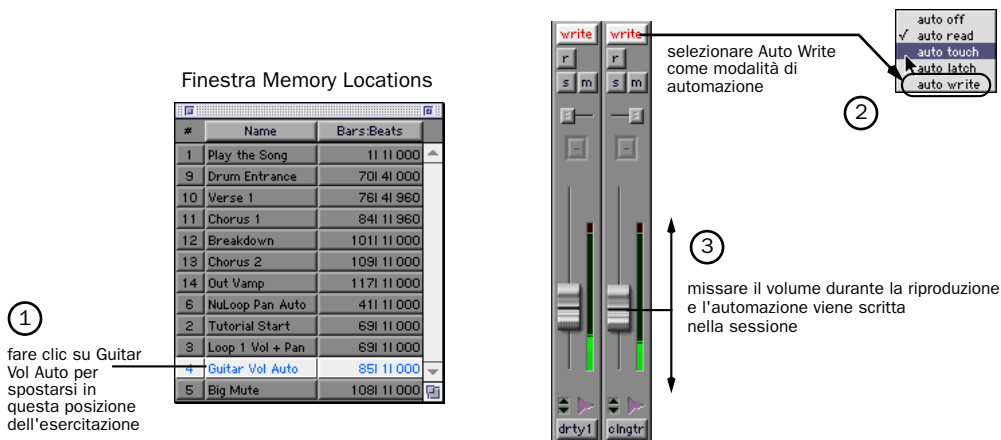 Finestra Memory Locations
# Name Bars:Beats
1 Play the Song 1| 1| 000
9 Drum Entrance 70| 4| 000
10 Verse 1 76| 4| 960
11 Chorus 1 84| 1| 960
12 Breakdown 101| 1| 000
13 Chorus 2 109| 1| 000
14 Out Vamp 117| 1| 000
6 NuLoop Pan Auto 41| 1| 000
2 Tutorial Start 69| 1| 000
3 Loop 1 Vol + Pan 69| 1| 000
4 Guitar Vol Auto 85| 1| 000
5 Big Mute 108| 1| 000
1
fare clic su Guitar
Vol Auto per
spostarsi in
questa posizione
dell'esercitazione
write write
r r
s m s m
drty1 clngtr
selezionare Auto Write
come modalità di
automazione
2
auto off
√ auto read
auto touch
auto latch
auto write
3
missare il volume durante la riproduzione
e l'automazione viene scritta
nella sessione